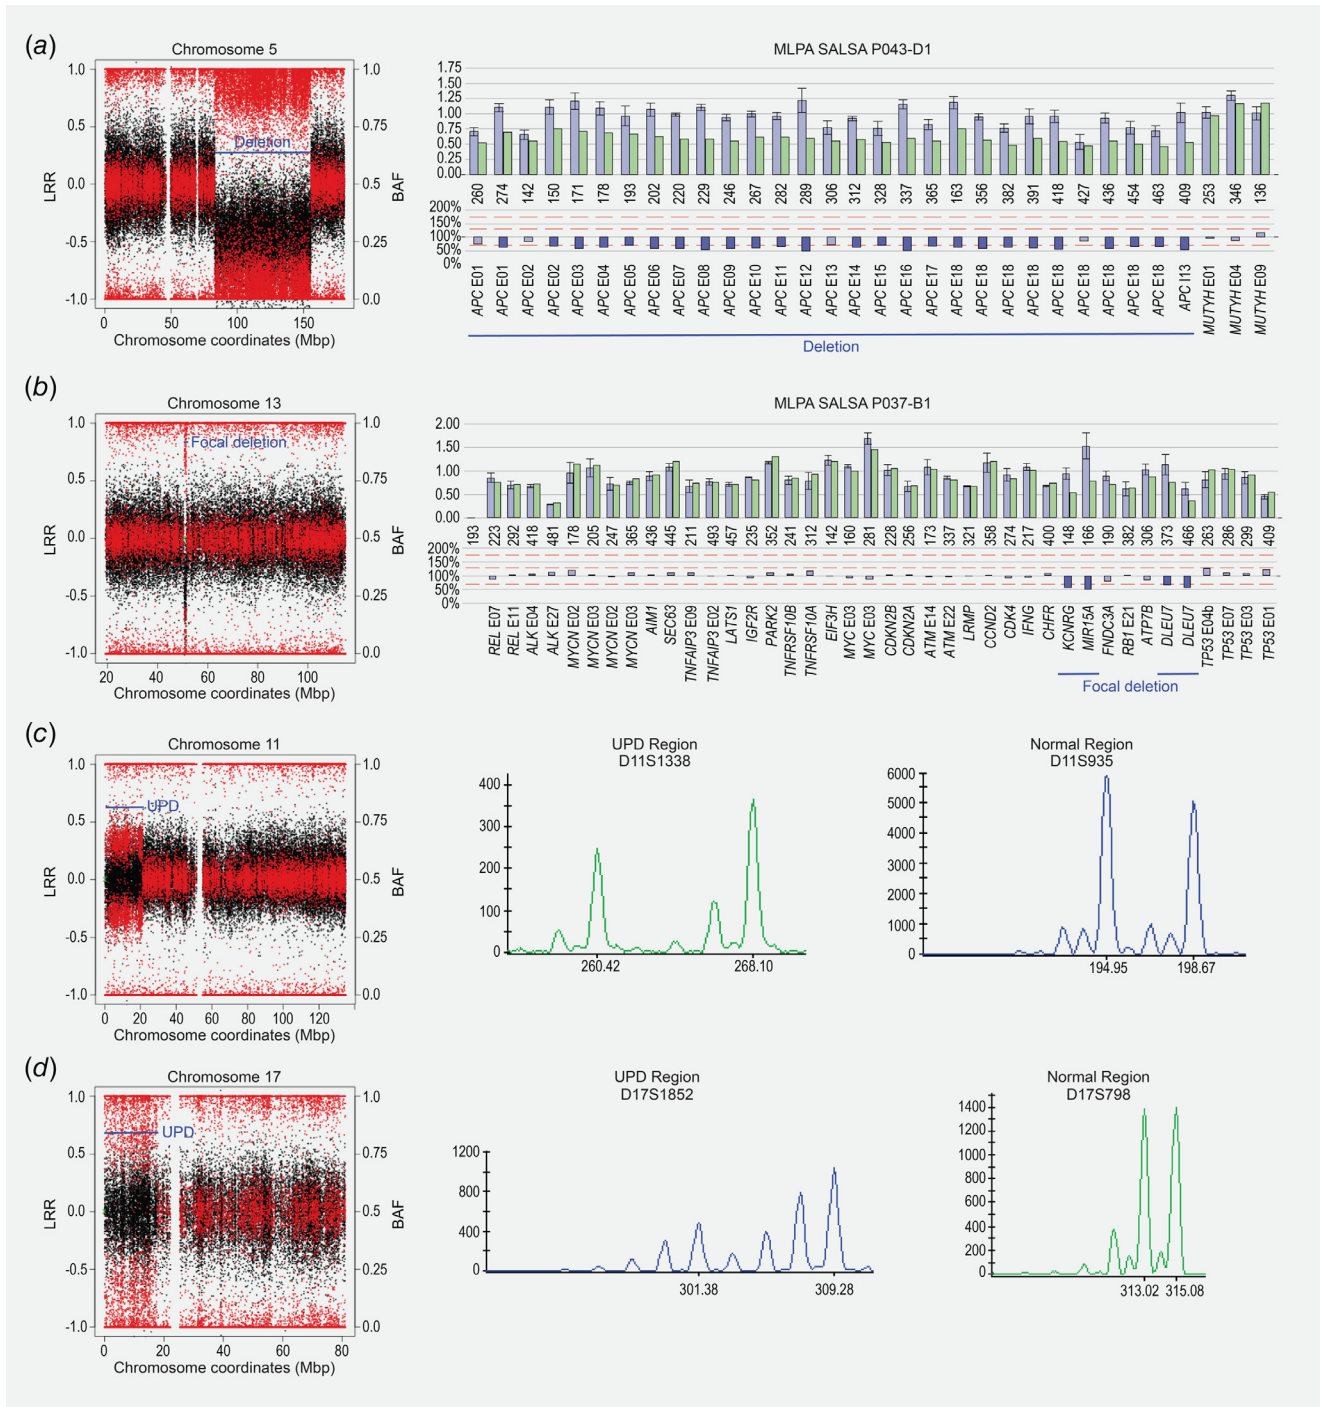 (a)
Chromosome 5
1.0
0.5
0.0
-0.5
-1.0
LRR
1.0
0.75
0.5
0.25
0.0
BAF
Deletion
0 50 100 150
Chromosome coordinates (Mbp)
MLPA SALSA P043-D1
1.75
1.50
1.25
1.00
0.75
0.50
0.25
0.00
260 274 142 150 171 178 193 202 220 229 246 267 282 289 306 312 328 337 365 163 356 382 391 418 427 436 454 463 409 253 346 136
200%
150%
100%
50%
0%
APC E01 APC E01 APC E02 APC E02 APC E03 APC E04 APC E05 APC E06 APC E07 APC E08 APC E09 APC E10 APC E11 APC E12 APC E13 APC E14 APC E15 APC E16 APC E17 APC E18 APC E18 APC E18 APC E18 APC E18 APC E18 APC E18 APC E18 APC E18 APC I13 MUTYH E01 MUTYH E04 MUTYH E09
Deletion
(b)
Chromosome 13
1.0
0.5
0.0
-0.5
-1.0
LRR
1.0
0.75
0.5
0.25
0.0
BAF
Focal deletion
20 40 60 80 100
Chromosome coordinates (Mbp)
MLPA SALSA P037-B1
2.00
1.50
1.00
0.50
0.00
193 223 292 418 481 178 205 247 365 436 445 211 493 457 235 352 241 312 142 160 281 228 256 173 337 321 358 274 217 400 148 166 190 382 306 373 466 263 286 299 409
200%
150%
100%
50%
0%
REL E07 REL E11 ALK E04 ALK E27 MYCN E02 MYCN E03 MYCN E02 MYCN E03 AIM1 SEC63 TNFAIP3 E09 TNFAIP3 E02 LATS1 IGF2R PARK2 TNFRSF10B TNFRSF10A EIF3H MYC E03 MYC E03 CDKN2B CDKN2A ATM E14 ATM E22 LRMP CCND2 CDK4 IFNG CHFR KCNRG MIR15A FNDC3A RB1 E21 ATP7B DLEU7 DLEU7 TP53 E04b TP53 E07 TP53 E03 TP53 E01
Focal deletion
(c)
Chromosome 11
1.0
0.5
0.0
-0.5
-1.0
LRR
1.0
0.75
0.5
0.25
0.0
BAF
UPD
0 20 40 60 80 100 120
Chromosome coordinates (Mbp)
UPD Region
D11S1338
400
300
200
100
0
260.42 268.10
Normal Region
D11S935
6000
5000
4000
3000
2000
1000
0
194.95 198.67
(d)
Chromosome 17
1.0
0.5
0.0
-0.5
-1.0
LRR
1.0
0.75
0.5
0.25
0.0
BAF
UPD
0 20 40 60 80
Chromosome coordinates (Mbp)
UPD Region
D17S1852
1200
800
400
0
301.38 309.28
Normal Region
D17S798
1400
1200
1000
800
600
400
200
0
313.02 315.08